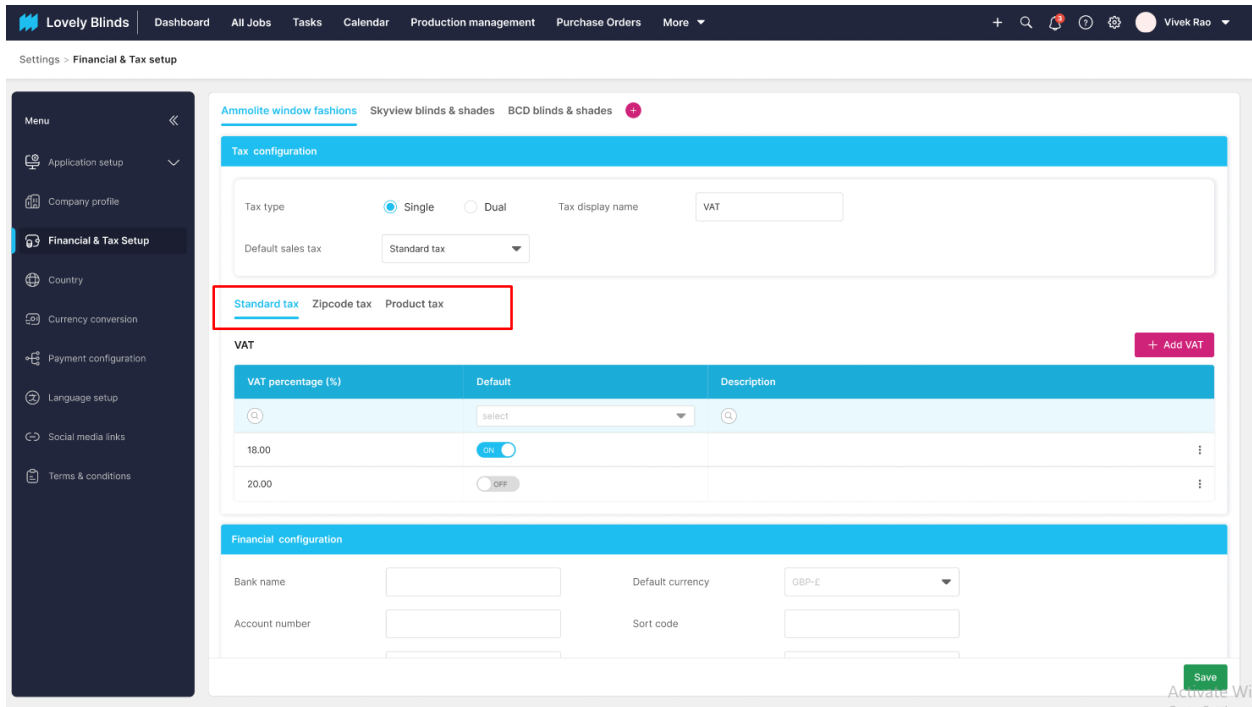 Lovely Blinds Dashboard All Jobs Tasks Calendar Production management Purchase Orders More + 3 ? Vivek Rao
Settings > Financial & Tax setup
Menu
Application setup
Company profile
Financial & Tax Setup
Country
Currency conversion
Payment configuration
Language setup
Social media links
Terms & conditions
Ammolite window fashions Skyview blinds & shades BCD blinds & shades +
Tax configuration
Tax type Single Dual Tax display name VAT
Default sales tax Standard tax
Standard tax Zipcode tax Product tax
VAT + Add VAT
VAT percentage (%) Default Description
select
18.00 ON
20.00 OFF
Financial configuration
Bank name Default currency GBP-£
Account number Sort code
Save
Activate Wi